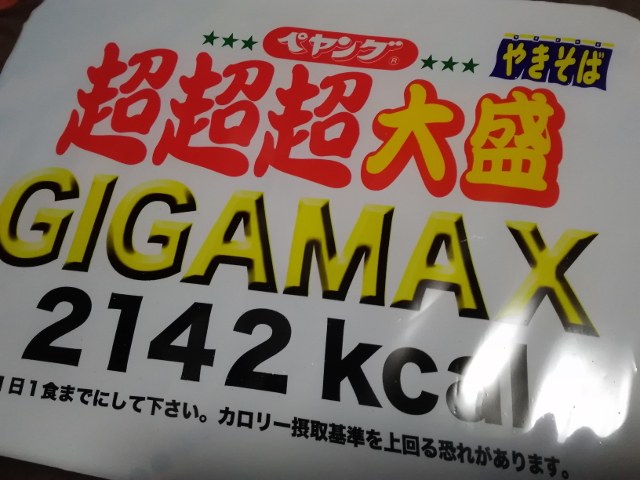 ペヤング
やきそば
超超超大盛
GIGAMAX
2142 kcal
1日1食までにして下さい。カロリー摂取基準を上回る恐れがあります。